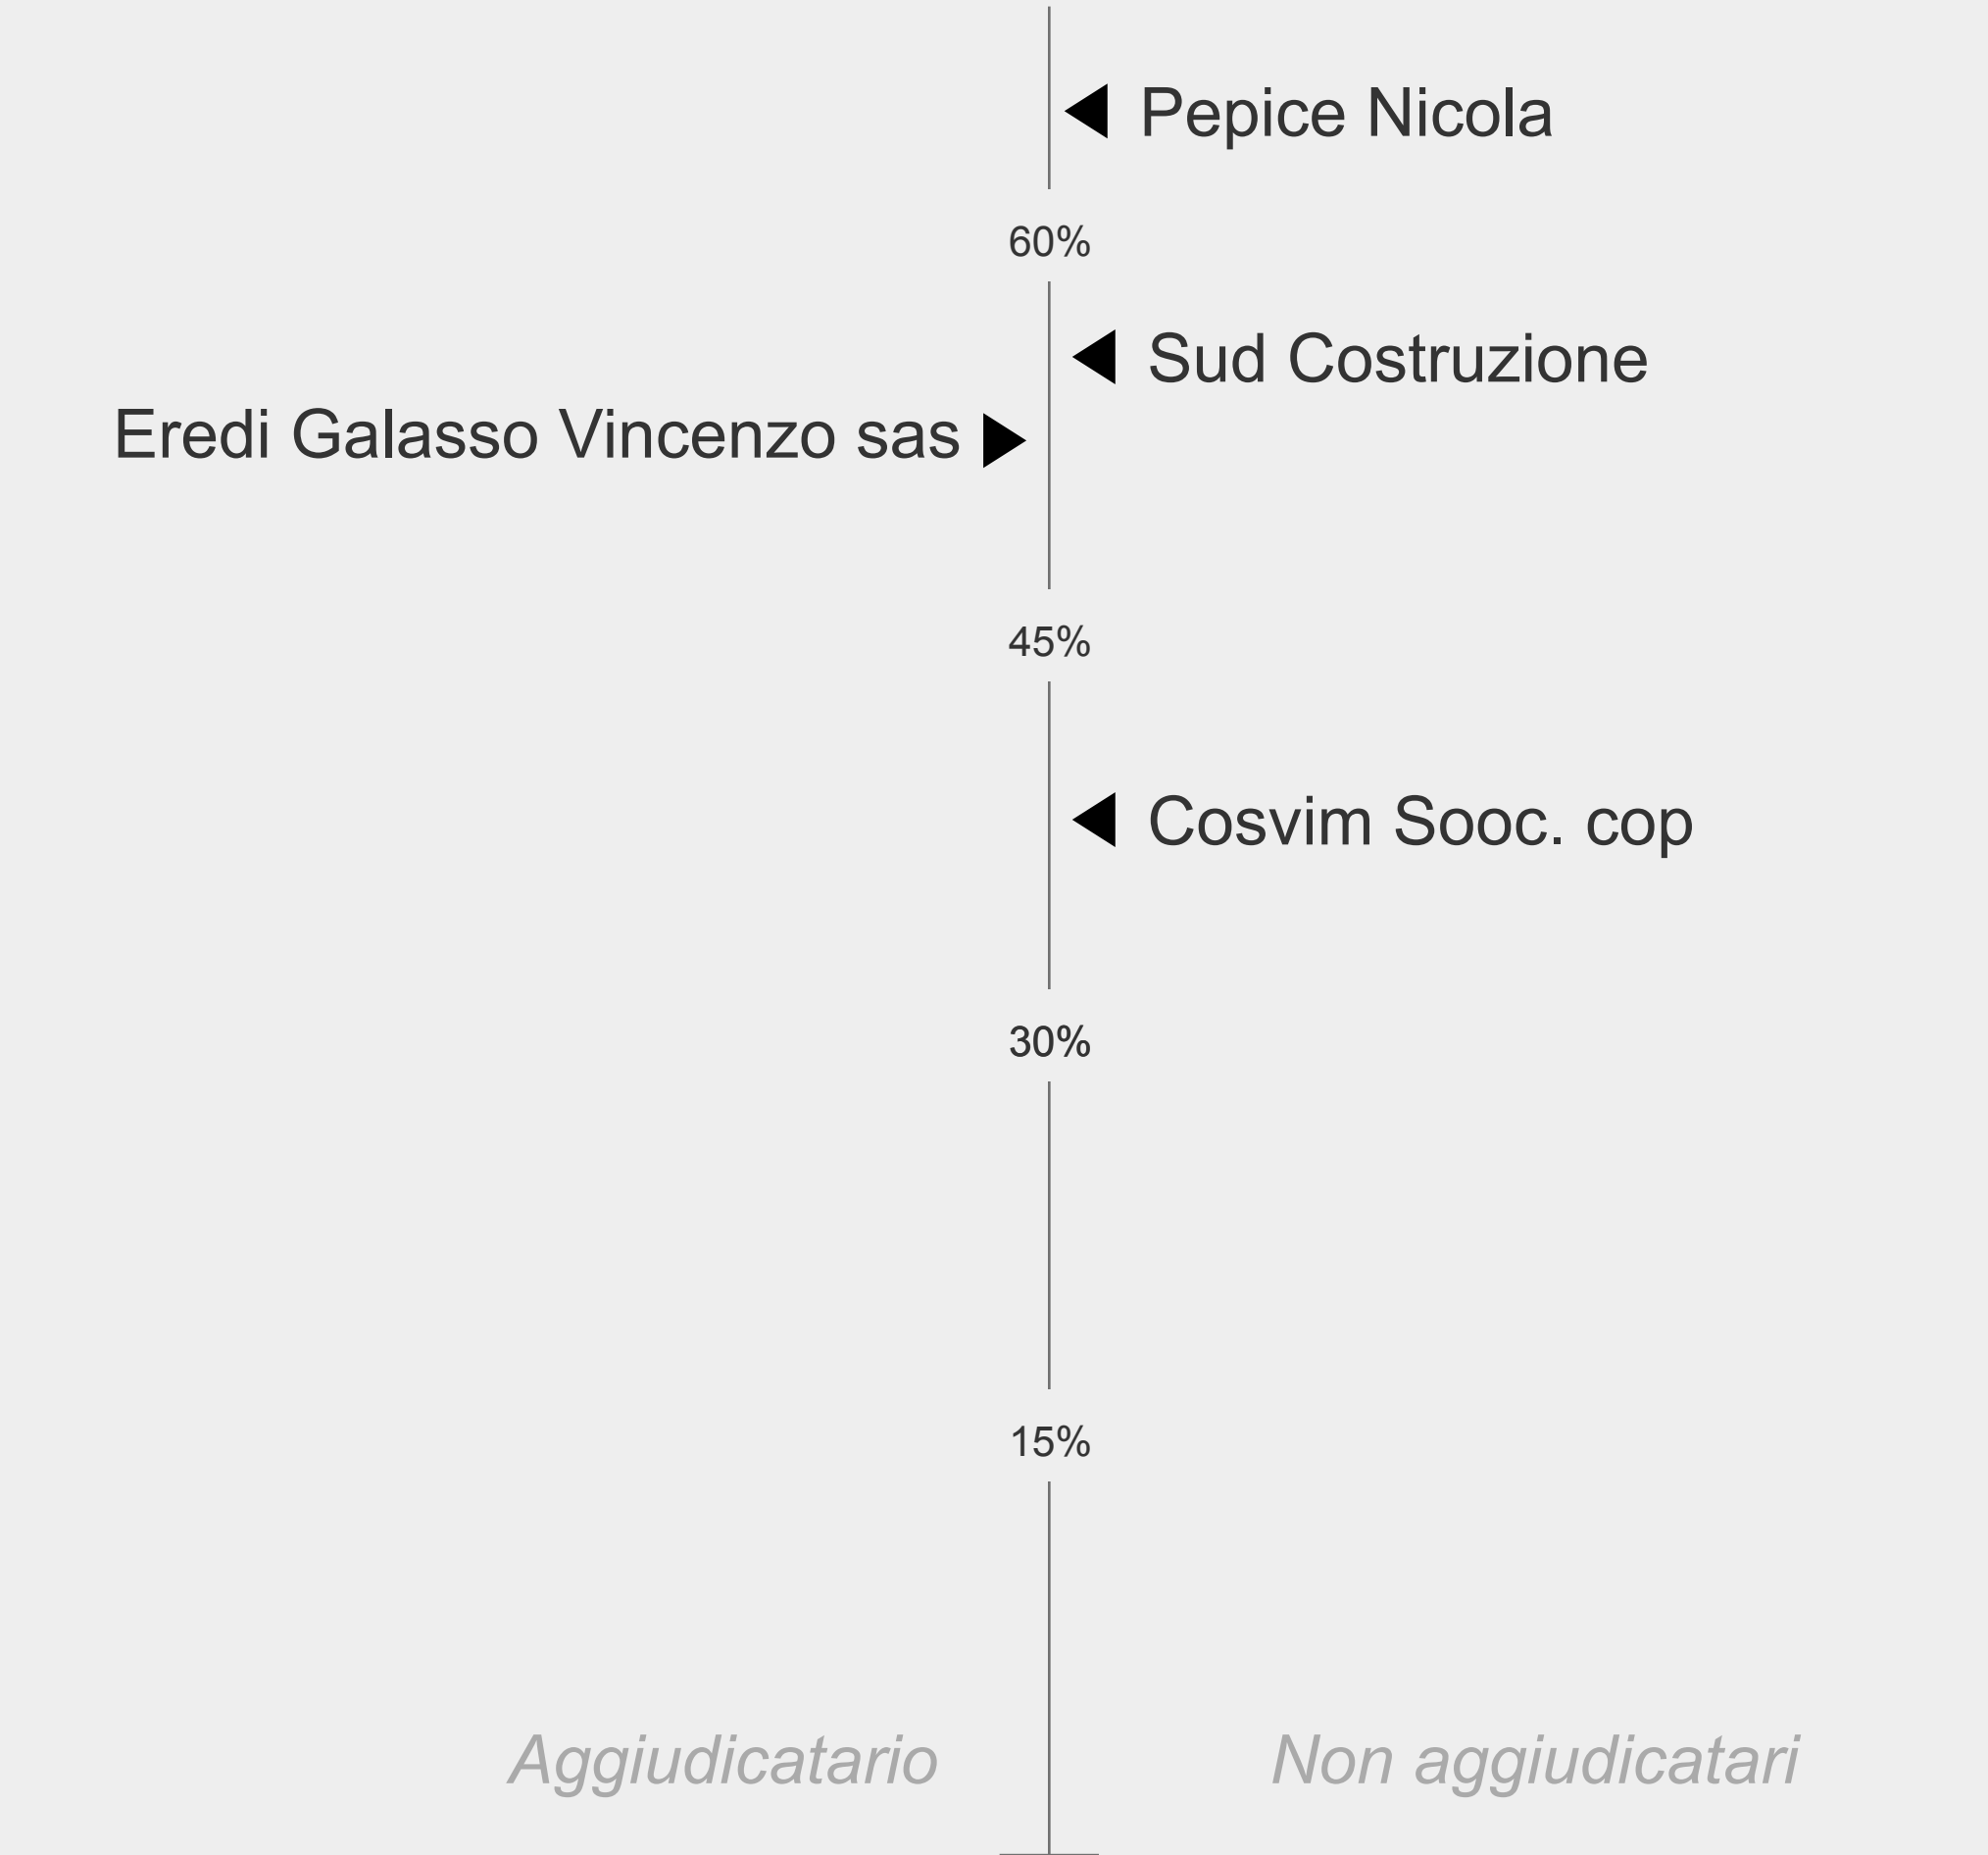 Pepice Nicola
60%
Sud Costruzione
Eredi Galasso Vincenzo sas
45%
Cosvim Sooc. cop
30%
15%
Aggiudicatario
Non aggiudicatari